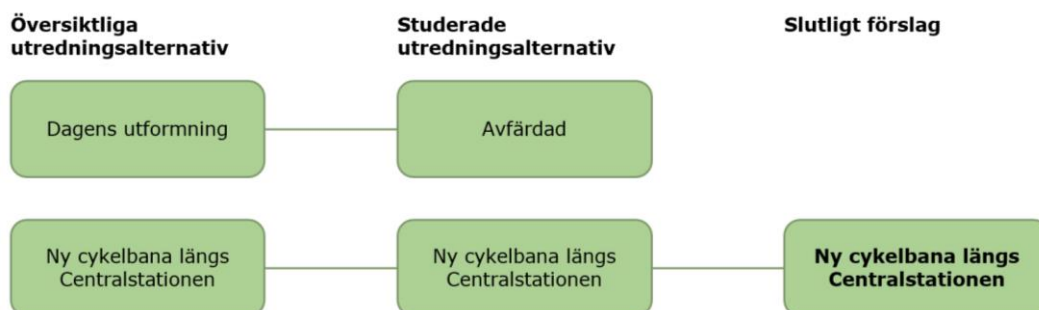 Översiktliga
utredningsalternativ
Studerade
utredningsalternativ
Slutligt förslag
Dagens utformning
Avfärdad
Ny cykelbana längs
Centralstationen
Ny cykelbana längs
Centralstationen
Ny cykelbana längs
Centralstationen